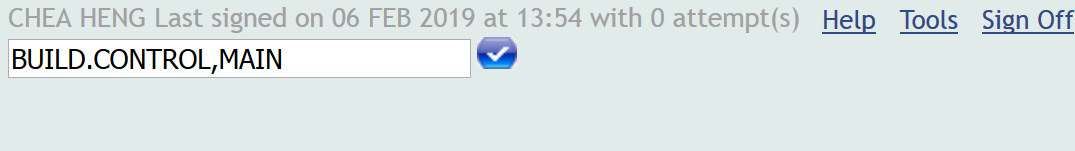 CHEA HENG Last signed on 06 FEB 2019 at 13:54 with 0 attempt(s) Help Tools Sign Off
BUILD.CONTROL,MAIN